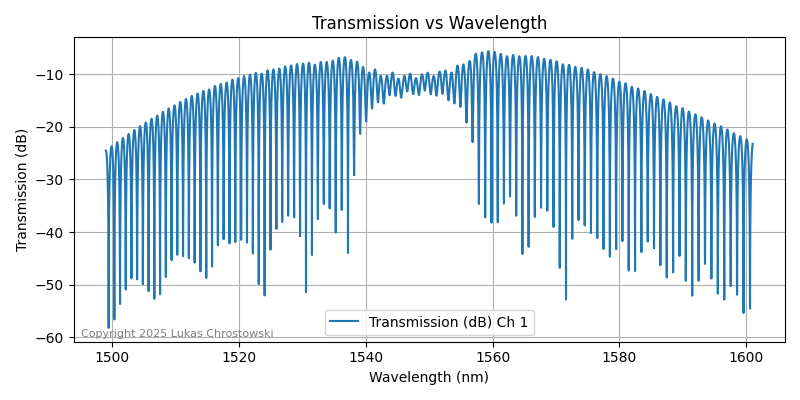 Transmission vs Wavelength
Transmission (dB)
−10
−20
−30
−40
−50
−60
Transmission (dB) Ch 1
Copyright 2025 Lukas Chrostowski
1500
1520
1540
1560
1580
1600
Wavelength (nm)